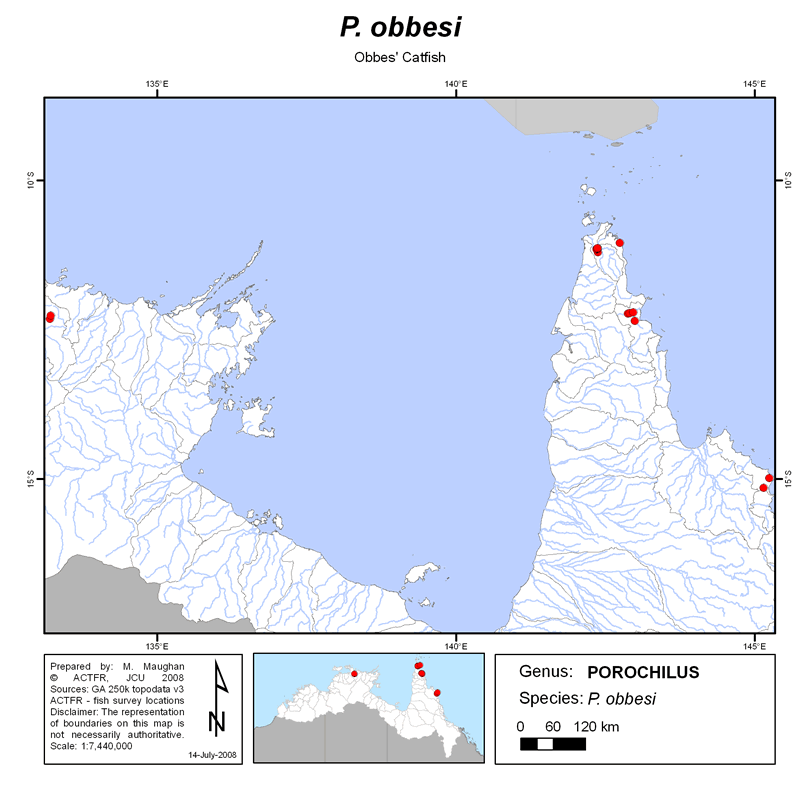 P. obbesi
Obbes' Catfish
135°E 140°E 145°E
10°S 10°S
15°S 15°S
135°E 140°E 145°E
Prepared by: M. Maughan
© ACTFR, JCU 2008
Sources: GA 250k topodata v3
ACTFR - fish survey locations
Disclaimer: The representation
of boundaries on this map is
not necessarily authoritative.
Scale: 1:7,440,000
14-July-2008
N
Genus: POROCHILUS
Species: P. obbesi
0 60 120 km